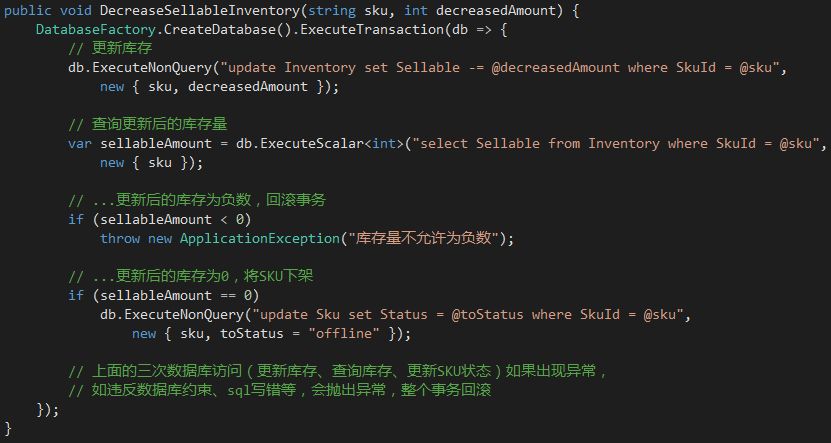 public void DecreaseSellableInventory(string sku, int decreasedAmount) {
    DatabaseFactory.CreateDatabase().ExecuteTransaction(db => {
        // 更新库存
        db.ExecuteNonQuery("update Inventory set Sellable -= @decreasedAmount where SkuId = @sku",
            new { sku, decreasedAmount });
        // 查询更新后的库存量
        var sellableAmount = db.ExecuteScalar<int>("select Sellable from Inventory where SkuId = @sku",
            new { sku });
        // ...更新后的库存为负数，回滚事务
        if (sellableAmount < 0)
            throw new ApplicationException("库存量不允许为负数");
        // ...更新后的库存为0，将SKU下架
        if (sellableAmount == 0)
            db.ExecuteNonQuery("update Sku set Status = @toStatus where SkuId = @sku",
                new { sku, toStatus = "offline" });
        // 上面的三次数据库访问（更新库存、查询库存、更新SKU状态）如果出现异常，
        // 如违反数据库约束、sql写错等，会抛出异常，整个事务回滚
    });
}